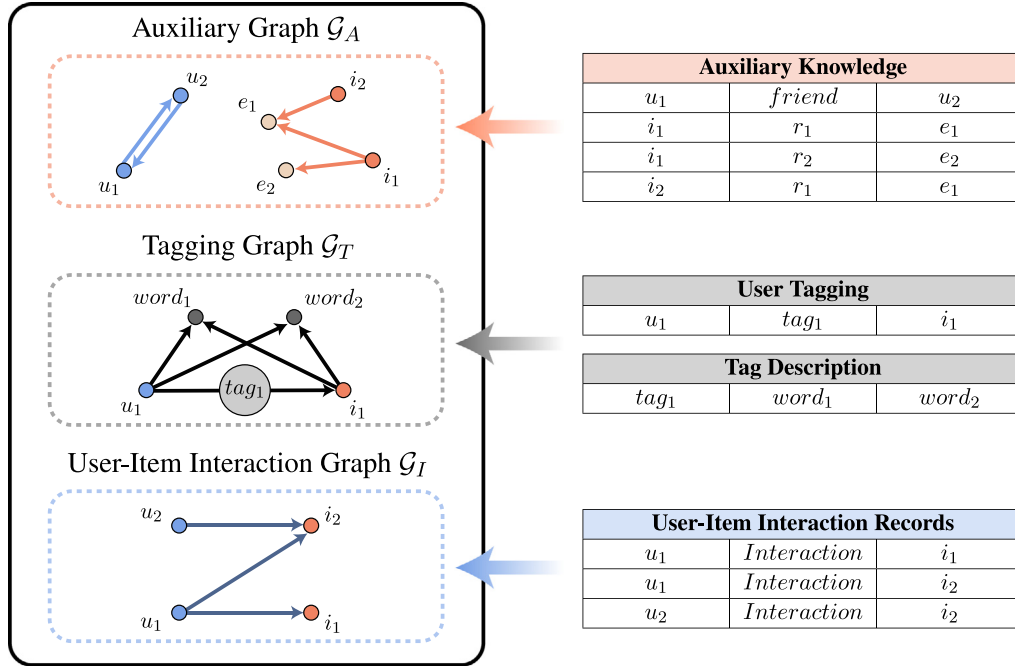 Auxiliary Graph 𝒢_A
u_2
i_2
e_1
u_1
e_2
i_1
Tagging Graph 𝒢_T
word_1 word_2
u_1 tag_1 i_1
User-Item Interaction Graph 𝒢_I
u_2 i_2
u_1 i_1
Auxiliary Knowledge
u_1 friend u_2
i_1 r_1 e_1
i_1 r_2 e_2
i_2 r_1 e_1
User Tagging
u_1 tag_1 i_1
Tag Description
tag_1 word_1 word_2
User-Item Interaction Records
u_1 Interaction i_1
u_1 Interaction i_2
u_2 Interaction i_2